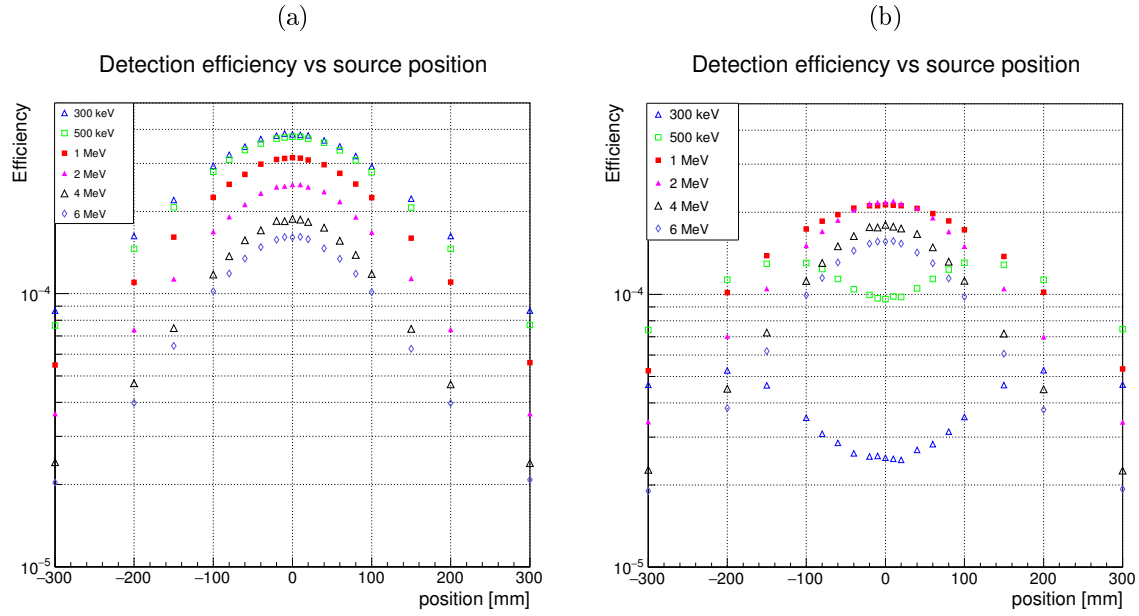 (a)
Detection efficiency vs source position
Efficiency
300 keV
500 keV
1 MeV
2 MeV
4 MeV
6 MeV
10⁻⁴
10⁻⁵
−300 −200 −100 0 100 200 300
position [mm]
(b)
Detection efficiency vs source position
Efficiency
300 keV
500 keV
1 MeV
2 MeV
4 MeV
6 MeV
10⁻⁴
10⁻⁵
−300 −200 −100 0 100 200 300
position [mm]